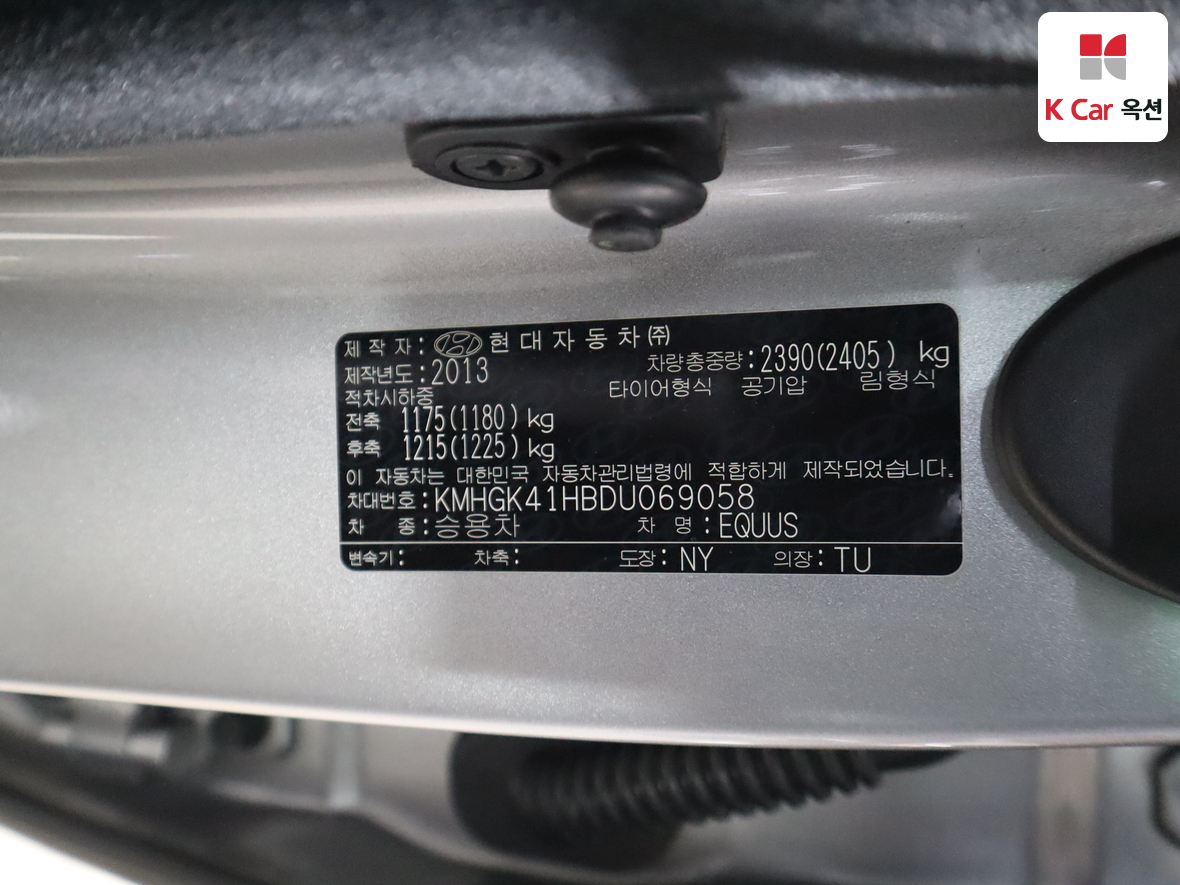 K Car 옥션
제 작 자 : 현 대 자 동 차 ㈜
제작년도 : 2013 차량총중량 : 2390(2405) kg
적차시하중 타이어형식 공기압 림형식
전축 1175(1180) kg
후축 1215(1225) kg
이 자동차는 대한민국 자동차관리법령에 적합하게 제작되었습니다.
차대번호 : KMHGK41HBDU069058
차 종 : 승용차 차 명 : EQUUS
변속기 : 차축 : 도장 : NY 의장 : TU